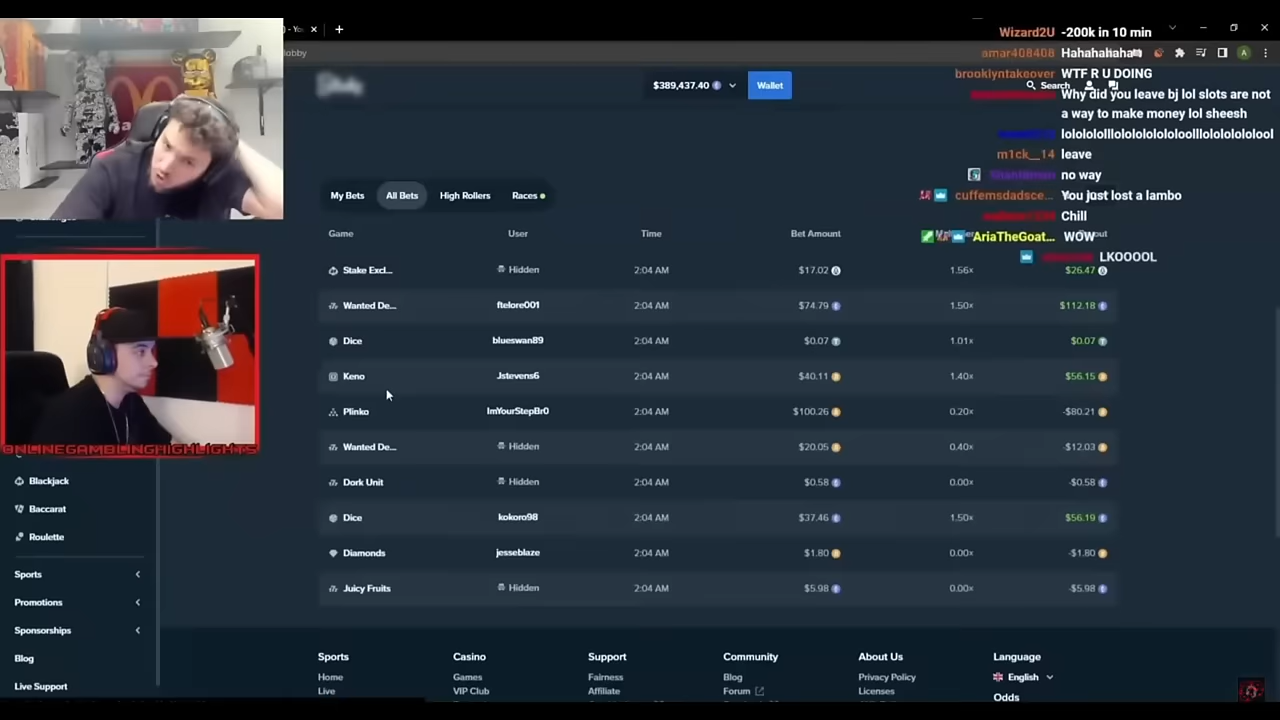 lobby
$389,437.40
Wallet
Search
Wizard2U -200k in 10 min
amar408408 Hahahahahaha
brooklyntakeover WTF R U DOING
Why did you leave bj lol slots are not
a way to make money lol sheesh
m1ck__14 leave
no way
cuffemsdadsce... You just lost a lambo
Chill
AriaTheGoat... WOW
LKOOOOL
My Bets All Bets High Rollers Races
Game User Time Bet Amount
Stake Excl... Hidden 2:04 AM $17.02 1.56× $26.47
Wanted De... ftelore001 2:04 AM $74.79 1.50× $112.18
Dice blueswan89 2:04 AM $0.07 1.01× $0.07
Keno Jstevens6 2:04 AM $40.11 1.40× $56.15
Plinko ImYourStepBr0 2:04 AM $100.26 0.20× -$80.21
Wanted De... Hidden 2:04 AM $20.05 0.40× -$12.03
Dork Unit Hidden 2:04 AM $0.58 0.00× -$0.58
Dice kokoro98 2:04 AM $37.46 1.50× $56.19
Diamonds jesseblaze 2:04 AM $1.80 0.00× -$1.80
Juicy Fruits Hidden 2:04 AM $5.98 0.00× -$5.98
ONLINEGAMBLINGHIGHLIGHTS
Blackjack
Baccarat
Roulette
Sports
Promotions
Sponsorships
Blog
Live Support
Sports Casino Support Community About Us Language
Home Games Fairness Blog Privacy Policy English
Live VIP Club Affiliate Forum Licenses
Odds